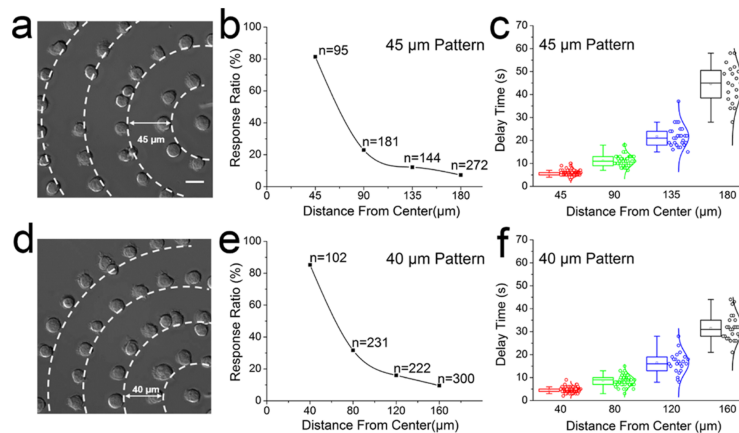 a
45 µm
b
45 µm Pattern
Response Ratio (%)
100
80
60
40
20
0
n=95
n=181
n=144
n=272
0 45 90 135 180
Distance From Center(µm)
c
45 µm Pattern
Delay Time (s)
70
60
50
40
30
20
10
0
45 90 135 180
Distance From Center (µm)
d
40 µm
e
40 µm Pattern
Response Ratio (%)
100
80
60
40
20
0
n=102
n=231
n=222
n=300
0 40 80 120 160
Distance From Center(µm)
f
40 µm Pattern
Delay Time (s)
70
60
50
40
30
20
10
0
40 80 120 160
Distance From Center (µm)